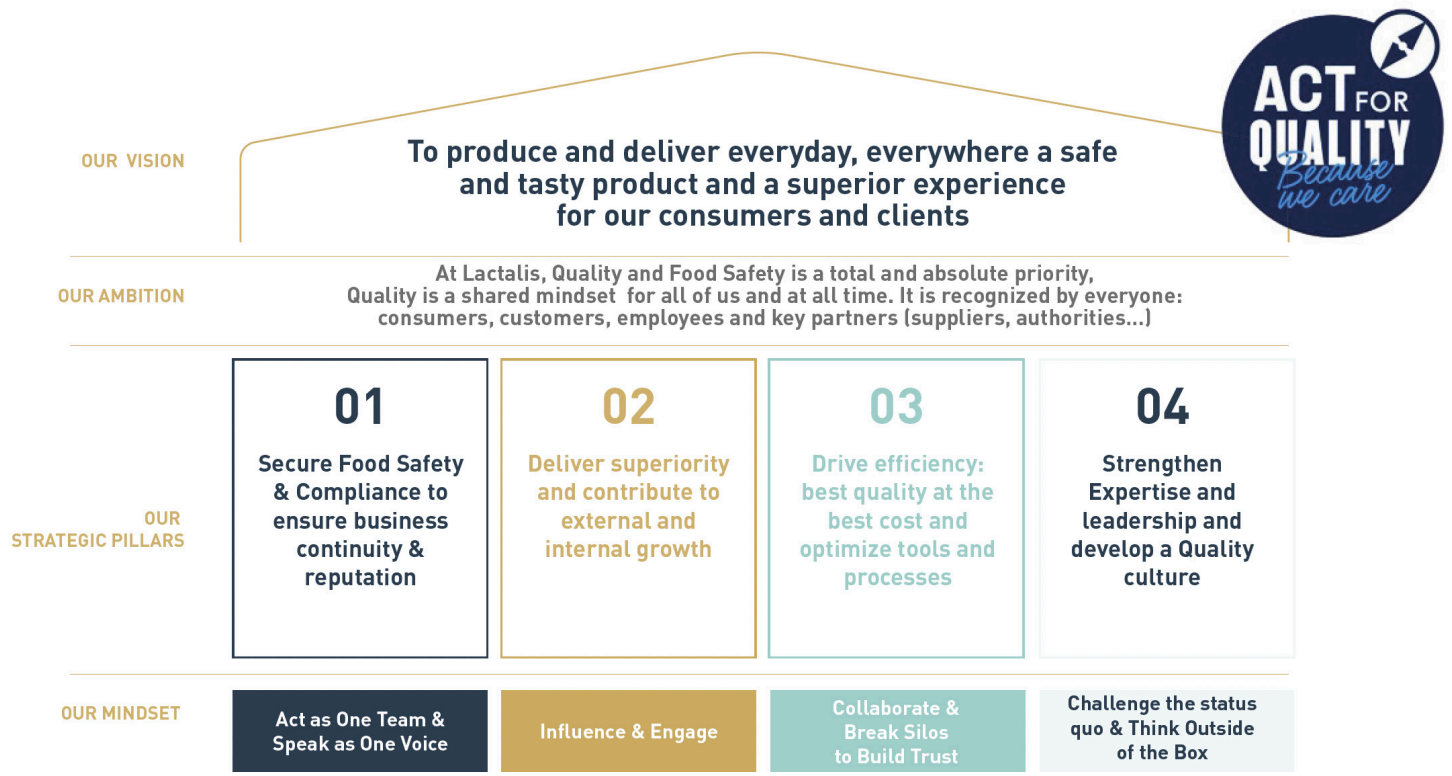 ACT FOR
QUALITY
Because
we care
OUR VISION
To produce and deliver everyday, everywhere a safe
and tasty product and a superior experience
for our consumers and clients
OUR AMBITION
At Lactalis, Quality and Food Safety is a total and absolute priority,
Quality is a shared mindset for all of us and at all time. It is recognized by everyone:
consumers, customers, employees and key partners (suppliers, authorities...)
OUR
STRATEGIC PILLARS
01
Secure Food Safety
& Compliance to
ensure business
continuity &
reputation
02
Deliver superiority
and contribute to
external and
internal growth
03
Drive efficiency:
best quality at the
best cost and
optimize tools and
processes
04
Strengthen
Expertise and
leadership and
develop a Quality
culture
OUR MINDSET
Act as One Team &
Speak as One Voice
Influence & Engage
Collaborate &
Break Silos
to Build Trust
Challenge the status
quo & Think Outside
of the Box